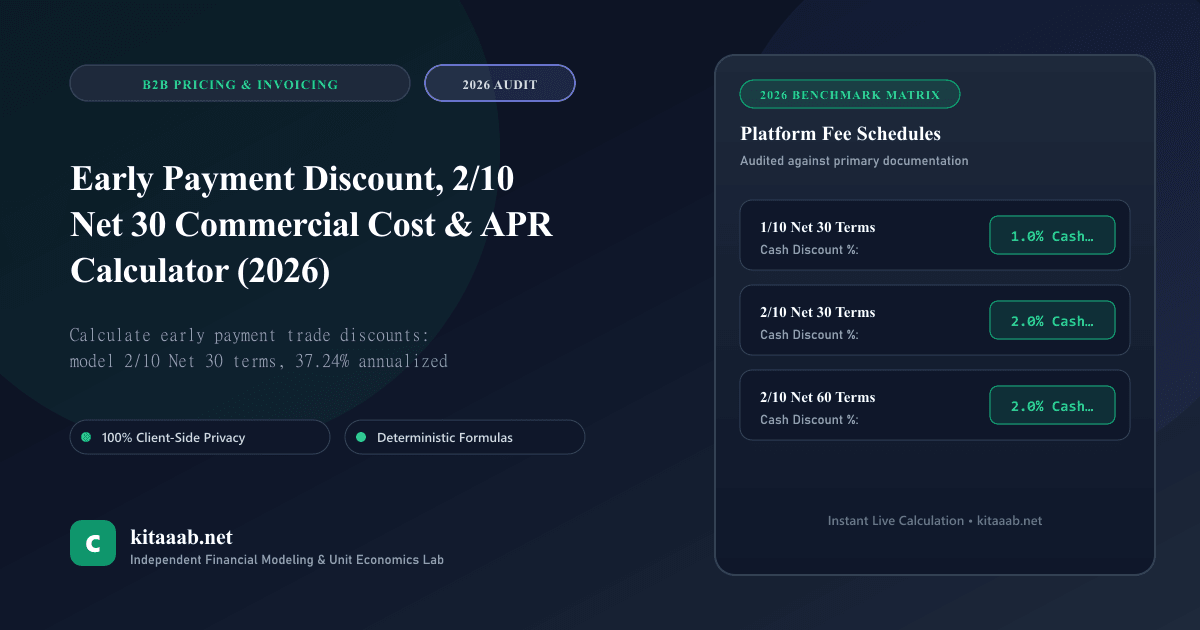 B2B PRICING & INVOICING
2026 AUDIT
Early Payment Discount, 2/10
Net 30 Commercial Cost & APR
Calculator (2026)
Calculate early payment trade discounts:
model 2/10 Net 30 terms, 37.24% annualized
100% Client-Side Privacy
Deterministic Formulas
C
kitaaab.net
Independent Financial Modeling & Unit Economics Lab
2026 BENCHMARK MATRIX
Platform Fee Schedules
Audited against primary documentation
1/10 Net 30 Terms
Cash Discount %:
1.0% Cash…
2/10 Net 30 Terms
Cash Discount %:
2.0% Cash…
2/10 Net 60 Terms
Cash Discount %:
2.0% Cash…
Instant Live Calculation • kitaaab.net